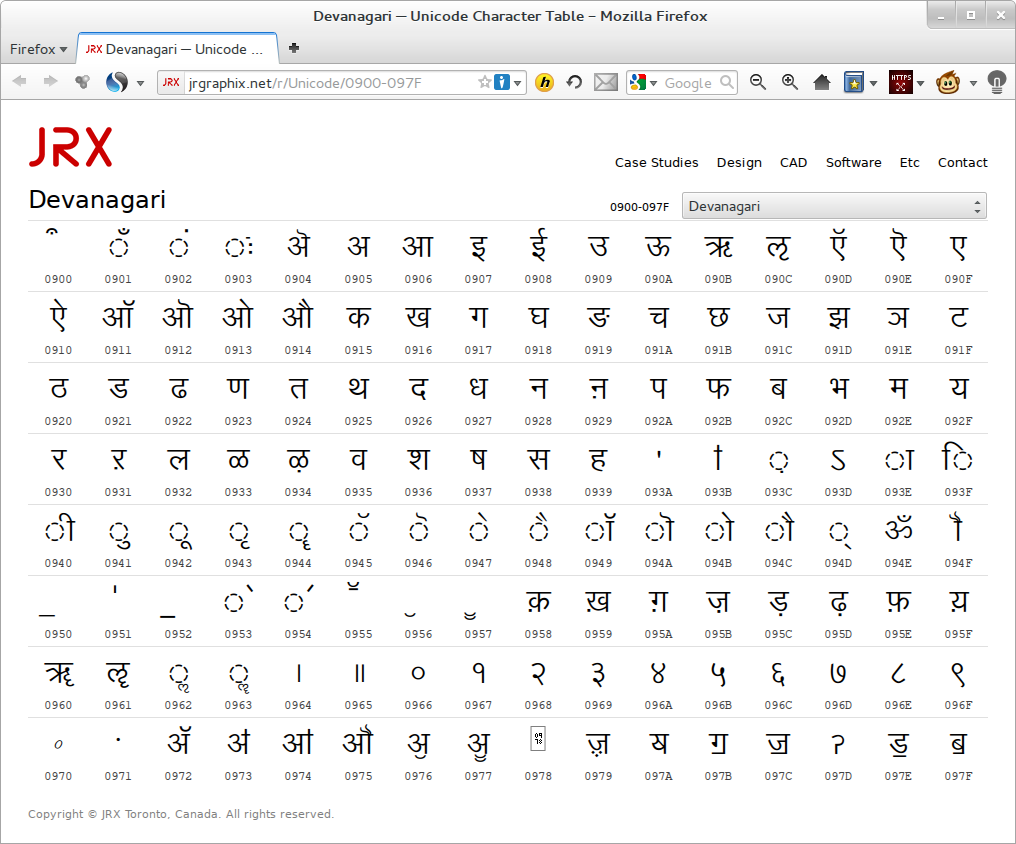 Devanagari — Unicode Character Table – Mozilla Firefox
Firefox JRX Devanagari — Unicode ...
JRX jrgraphix.net/r/Unicode/0900-097F Google HTTPS
JRX
Case Studies Design CAD Software Etc Contact
Devanagari 0900-097F Devanagari
ऀ ँ ं ः ऄ अ आ इ ई उ ऊ ऋ ऌ ऍ ऎ ए
0900 0901 0902 0903 0904 0905 0906 0907 0908 0909 090A 090B 090C 090D 090E 090F
ऐ ऑ ऒ ओ औ क ख ग घ ङ च छ ज झ ञ ट
0910 0911 0912 0913 0914 0915 0916 0917 0918 0919 091A 091B 091C 091D 091E 091F
ठ ड ढ ण त थ द ध न ऩ प फ ब भ म य
0920 0921 0922 0923 0924 0925 0926 0927 0928 0929 092A 092B 092C 092D 092E 092F
र ऱ ल ळ ऴ व श ष स ह ऺ ऻ ़ ऽ ा ि
0930 0931 0932 0933 0934 0935 0936 0937 0938 0939 093A 093B 093C 093D 093E 093F
ी ु ू ृ ॄ ॅ ॆ े ै ॉ ॊ ो ौ ् ॐ ॏ
0940 0941 0942 0943 0944 0945 0946 0947 0948 0949 094A 094B 094C 094D 094E 094F
_ ॑ ॒ ॓ ॔ ॕ ॖ ॗ क़ ख़ ग़ ज़ ड़ ढ़ फ़ य़
0950 0951 0952 0953 0954 0955 0956 0957 0958 0959 095A 095B 095C 095D 095E 095F
ॠ ॡ ॢ ॣ । ॥ ० १ २ ३ ४ ५ ६ ७ ८ ९
0960 0961 0962 0963 0964 0965 0966 0967 0968 0969 096A 096B 096C 096D 096E 096F
॰ ॱ ॲ ॳ ॴ ॵ ॶ ॷ 0978 ॹ ॺ ॻ ॼ ॽ ॾ ॿ
0970 0971 0972 0973 0974 0975 0976 0977 0978 0979 097A 097B 097C 097D 097E 097F
Copyright © JRX Toronto, Canada. All rights reserved.